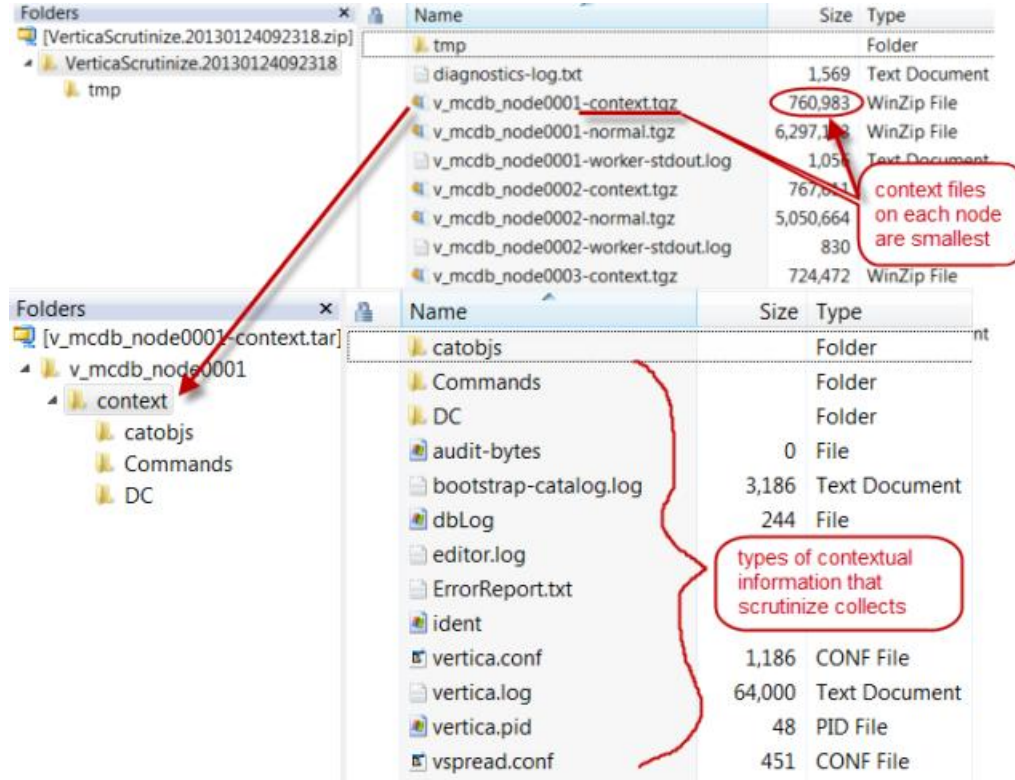 Folders ×
[VerticaScrutinize.20130124092318.zip]
VerticaScrutinize.20130124092318
tmp
Name Size Type
tmp Folder
diagnostics-log.txt 1,569 Text Document
v_mcdb_node0001-context.tgz 760,983 WinZip File
v_mcdb_node0001-normal.tgz WinZip File
v_mcdb_node0001-worker-stdout.log 1,056 Text Document
v_mcdb_node0002-context.tgz
v_mcdb_node0002-normal.tgz 5,050,664
v_mcdb_node0002-worker-stdout.log 830
v_mcdb_node0003-context.tgz 724,472 WinZip File
context files
on each node
are smallest
Folders ×
[v_mcdb_node0001-context.tar]
v_mcdb_node0001
context
catobjs
Commands
DC
Name Size Type
nt
catobjs Folder
Commands Folder
DC Folder
audit-bytes 0 File
bootstrap-catalog.log 3,186 Text Document
dbLog 244 File
editor.log
ErrorReport.txt
ident
vertica.conf 1,186 CONF File
vertica.log 64,000 Text Document
vertica.pid 48 PID File
vspread.conf 451 CONF File
types of contextual
information that
scrutinize collects